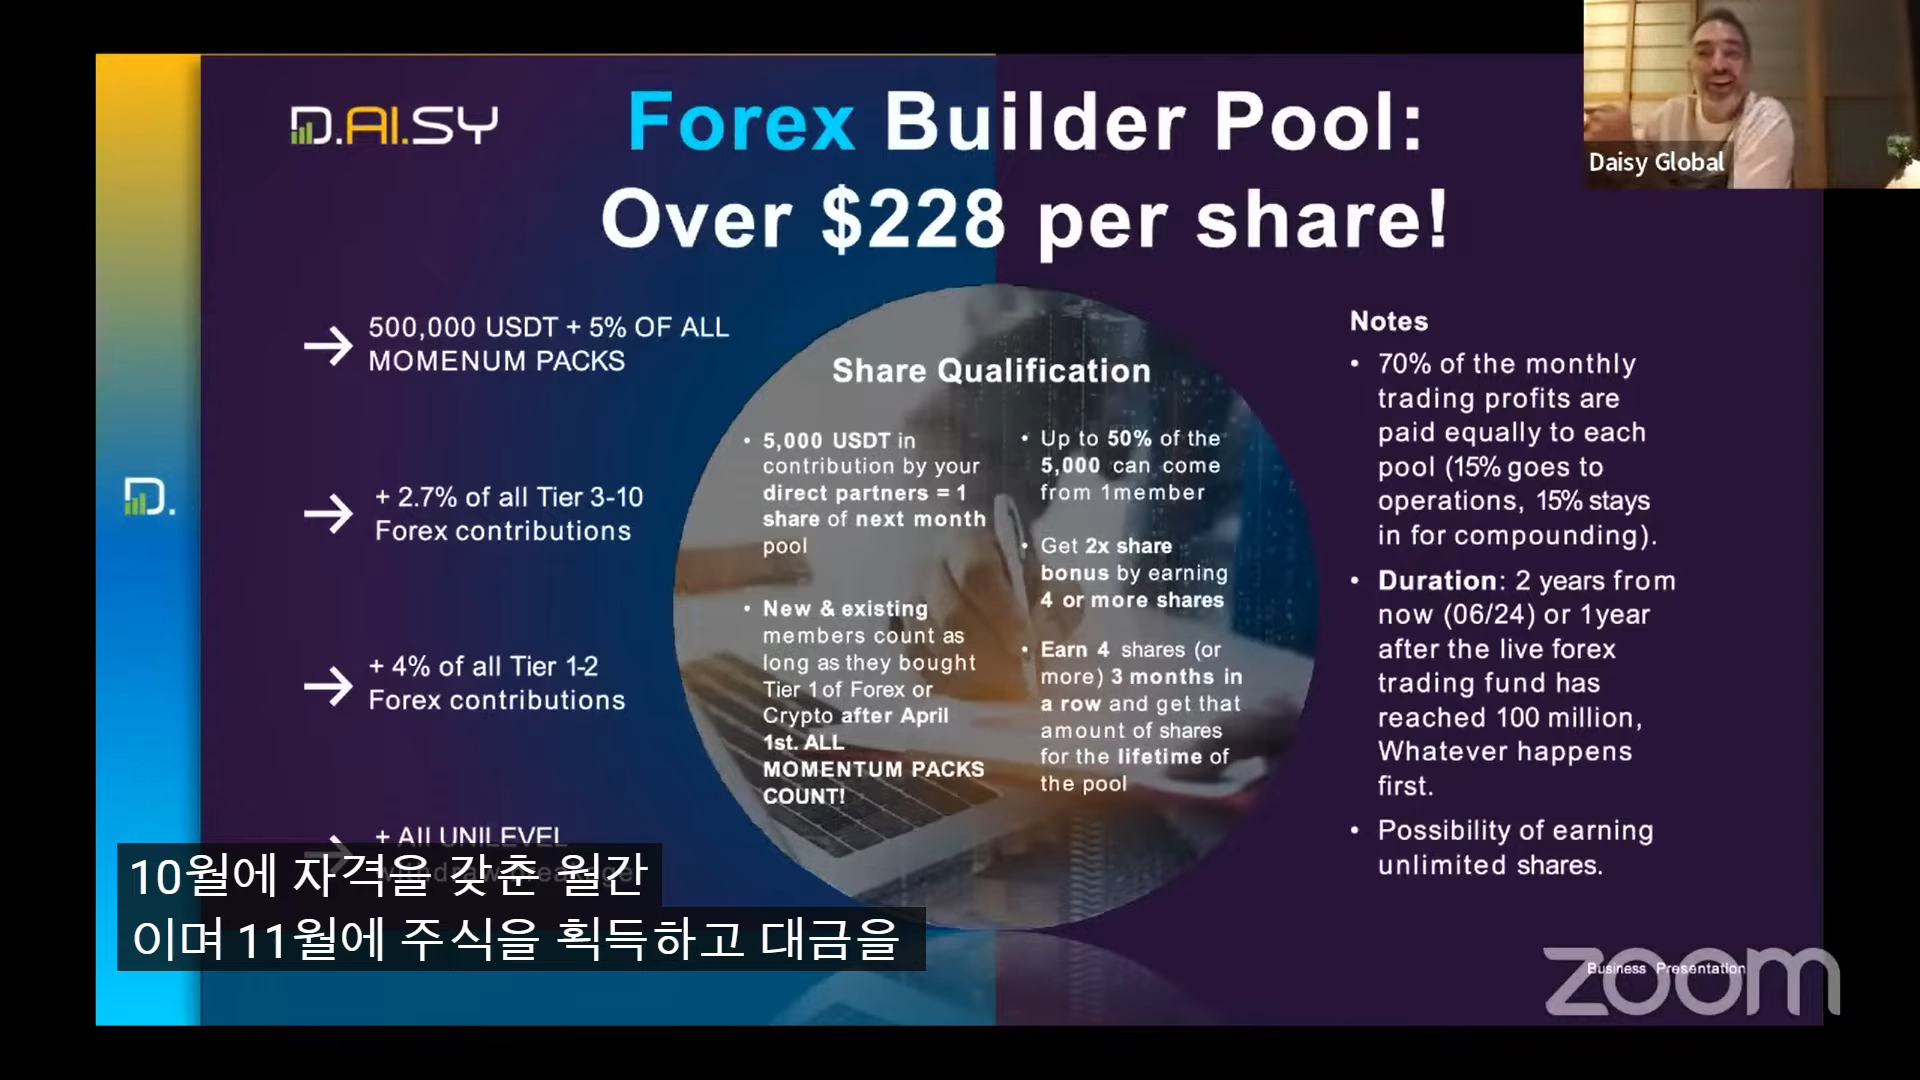 D.AI.SY
Forex Builder Pool:
Over $228 per share!
Daisy Global
500,000 USDT + 5% OF ALL
MOMENUM PACKS
+ 2.7% of all Tier 3-10
Forex contributions
+ 4% of all Tier 1-2
Forex contributions
+ All UNILEVEL
D.
Share Qualification
• 5,000 USDT in
contribution by your
direct partners = 1
share of next month
pool
• New & existing
members count as
long as they bought
Tier 1 of Forex or
Crypto after April
1st. ALL
MOMENTUM PACKS
COUNT!
• Up to 50% of the
5,000 can come
from 1member
• Get 2x share
bonus by earning
4 or more shares
• Earn 4 shares (or
more) 3 months in
a row and get that
amount of shares
for the lifetime of
the pool
Notes
• 70% of the monthly
trading profits are
paid equally to each
pool (15% goes to
operations, 15% stays
in for compounding).
• Duration: 2 years from
now (06/24) or 1year
after the live forex
trading fund has
reached 100 million,
Whatever happens
first.
• Possibility of earning
unlimited shares.
10월에 자격을 갖춘 월간
이며 11월에 주식을 획득하고 대금을
Business Presentation
zoom